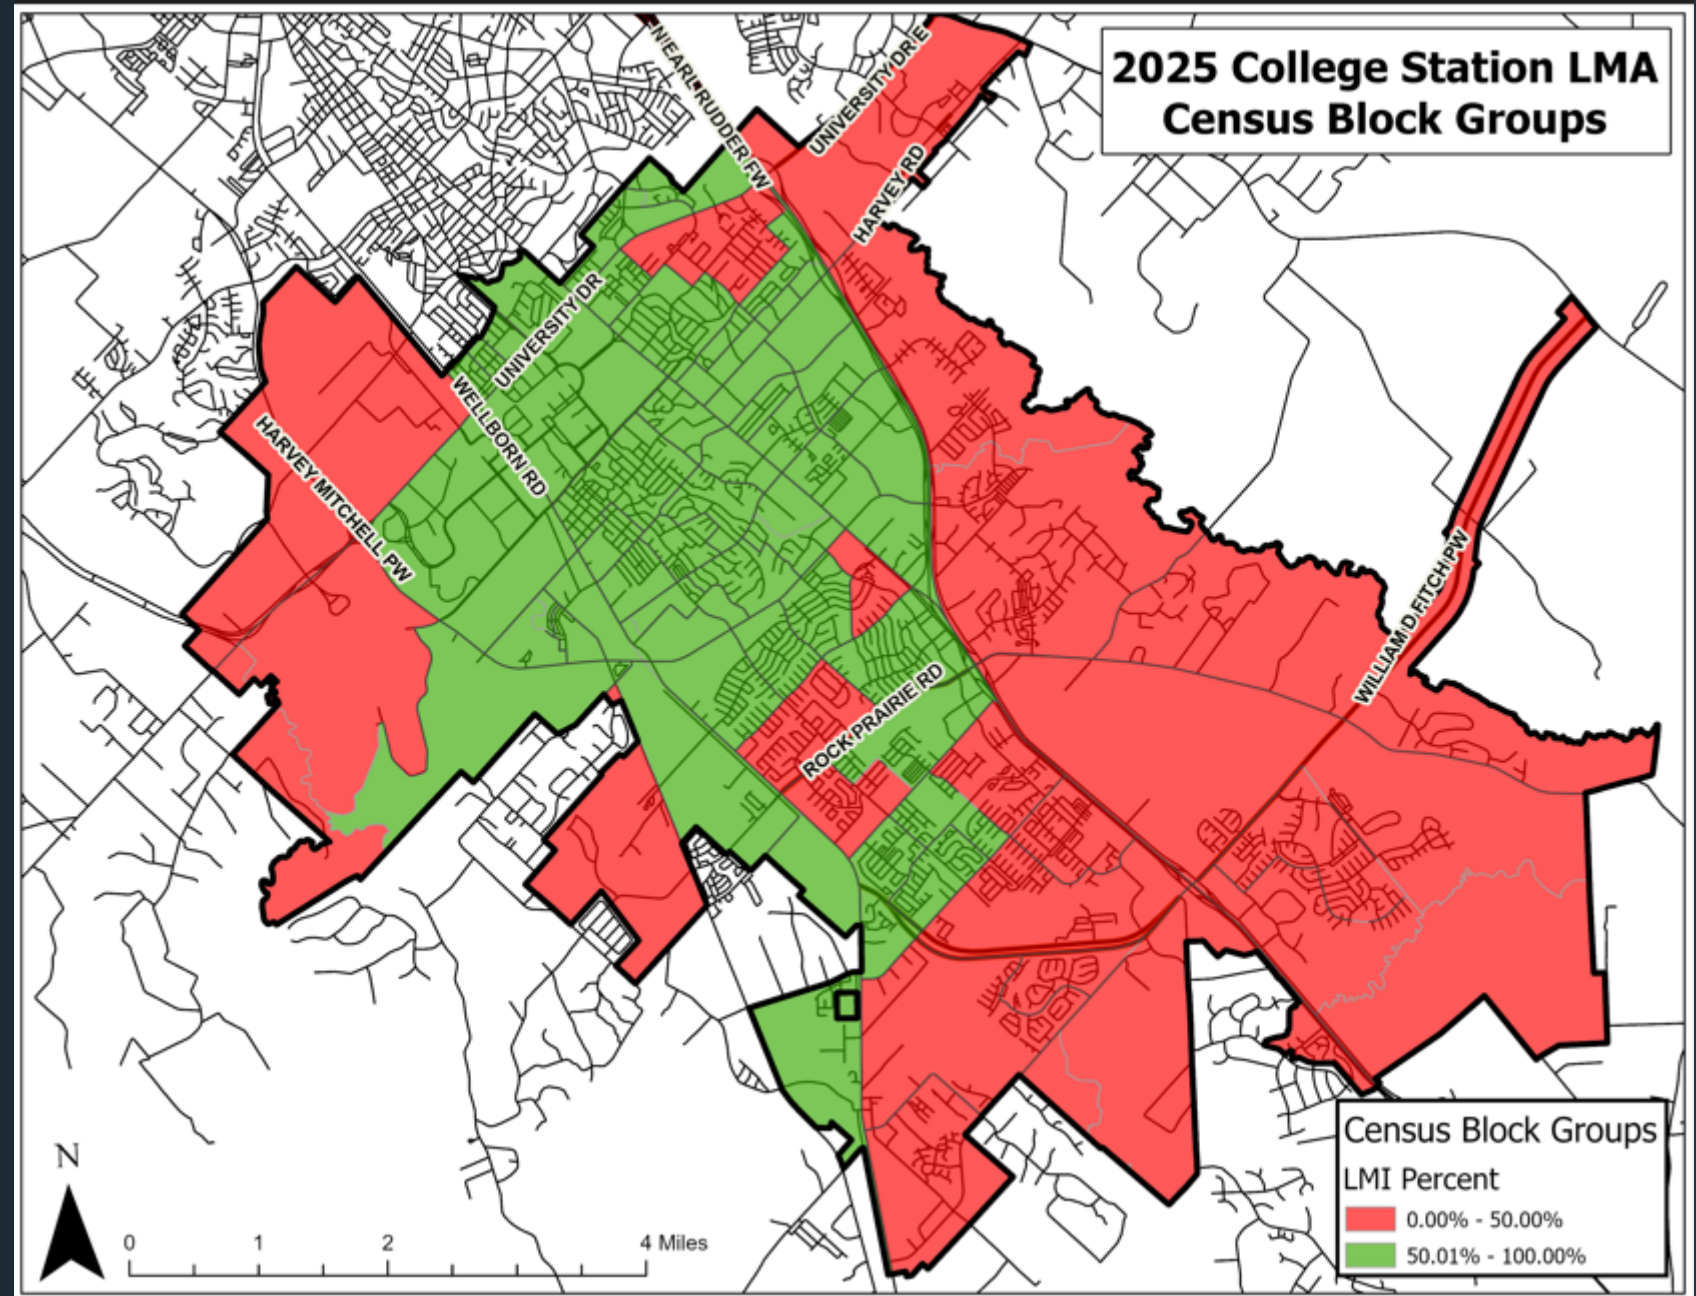 2025 College Station LMA
Census Block Groups
N EARL RUDDER FW
UNIVERSITY DR E
HARVEY RD
UNIVERSITY DR
WELLBORN RD
HARVEY MITCHELL PW
WILLIAM D FITCH PW
ROCK PRAIRIE RD
Census Block Groups
LMI Percent
0.00% - 50.00%
50.01% - 100.00%
N
0 1 2 4 Miles